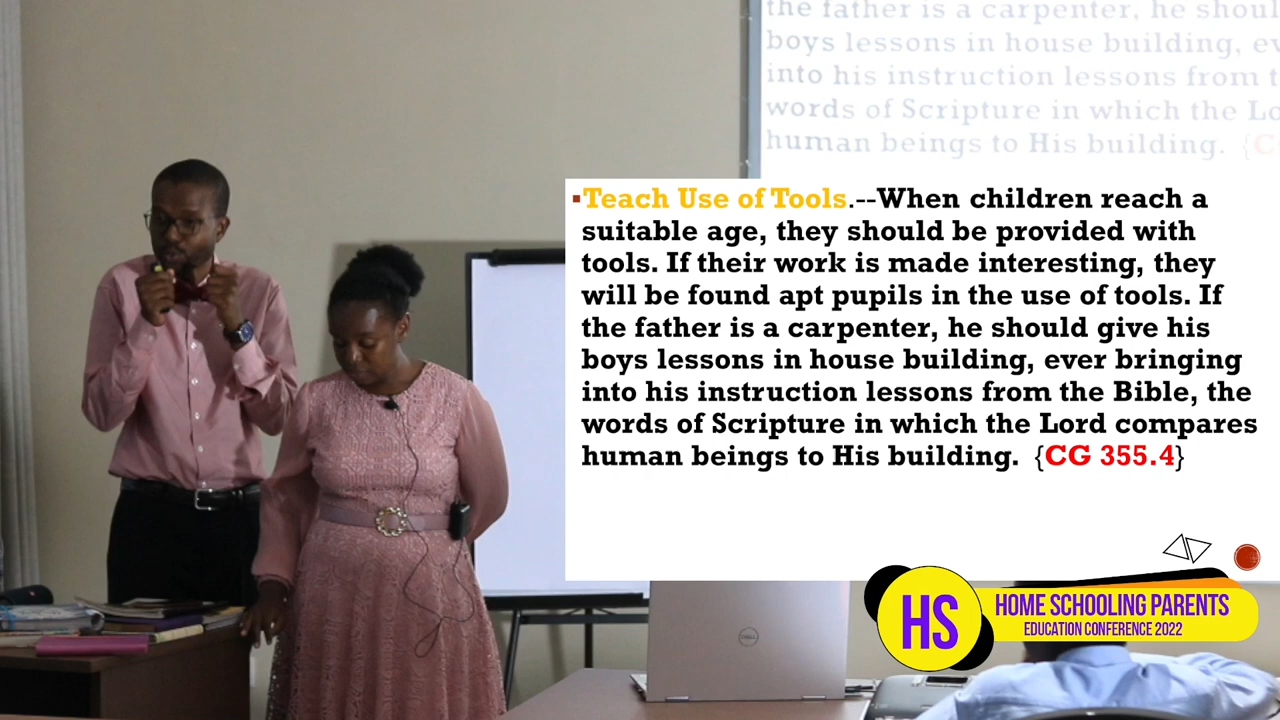 the father is a carpenter, he shoul
boys lessons in house building, ev
into his instruction lessons from t
words of Scripture in which the Lo
human beings to His building. {C
▪Teach Use of Tools.--When children reach a
suitable age, they should be provided with
tools. If their work is made interesting, they
will be found apt pupils in the use of tools. If
the father is a carpenter, he should give his
boys lessons in house building, ever bringing
into his instruction lessons from the Bible, the
words of Scripture in which the Lord compares
human beings to His building. {CG 355.4}
DELL
HS
HOME SCHOOLING PARENTS
EDUCATION CONFERENCE 2022